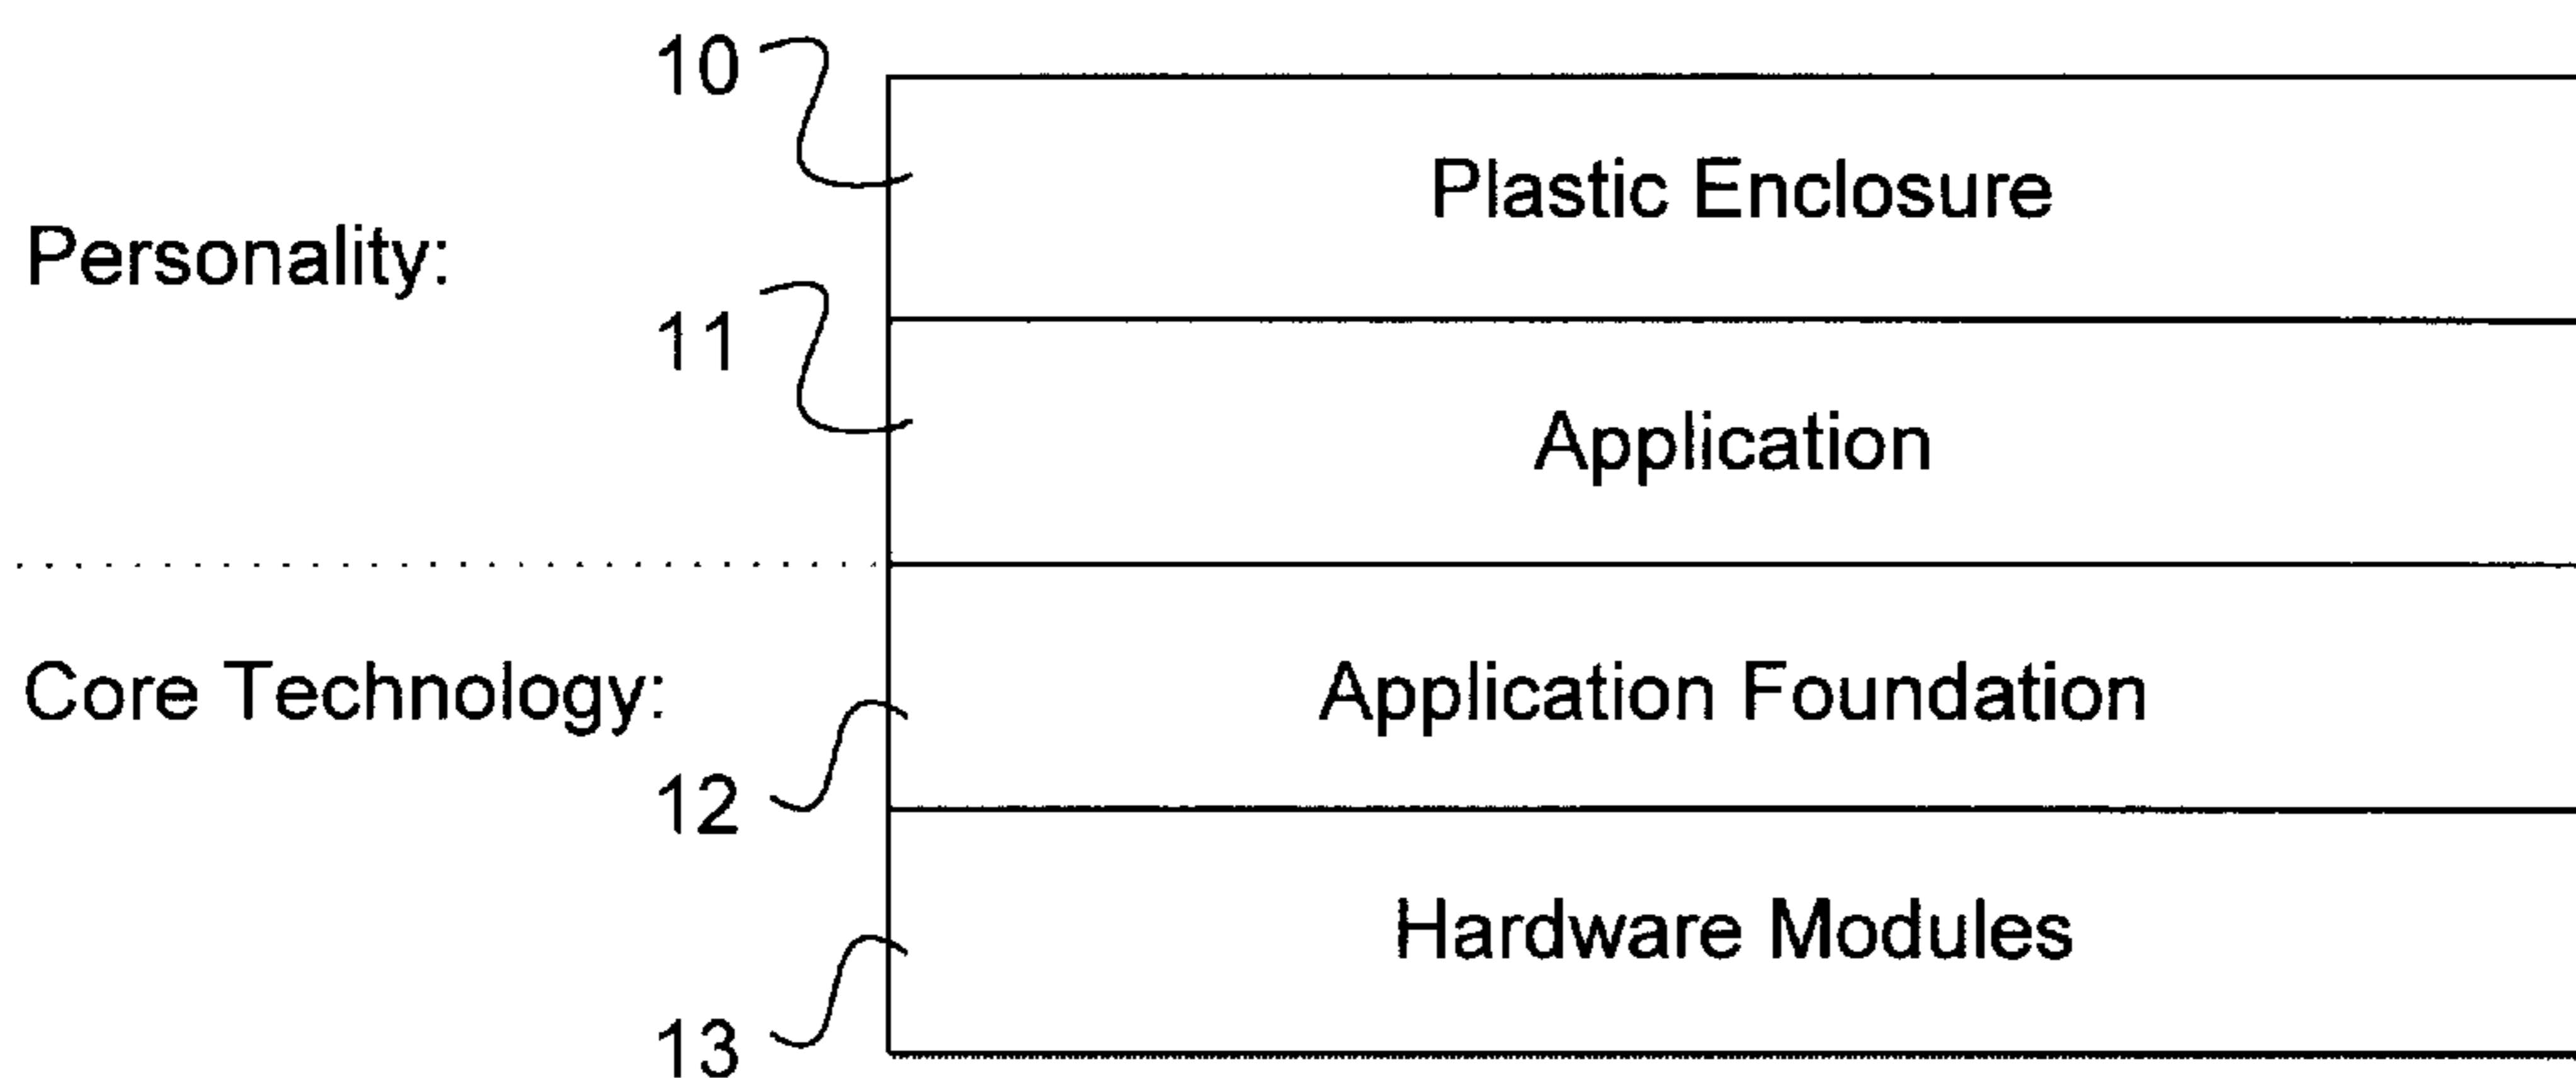 10
Plastic Enclosure
Personality:
11
Application
Core Technology:
Application Foundation
12
Hardware Modules
13